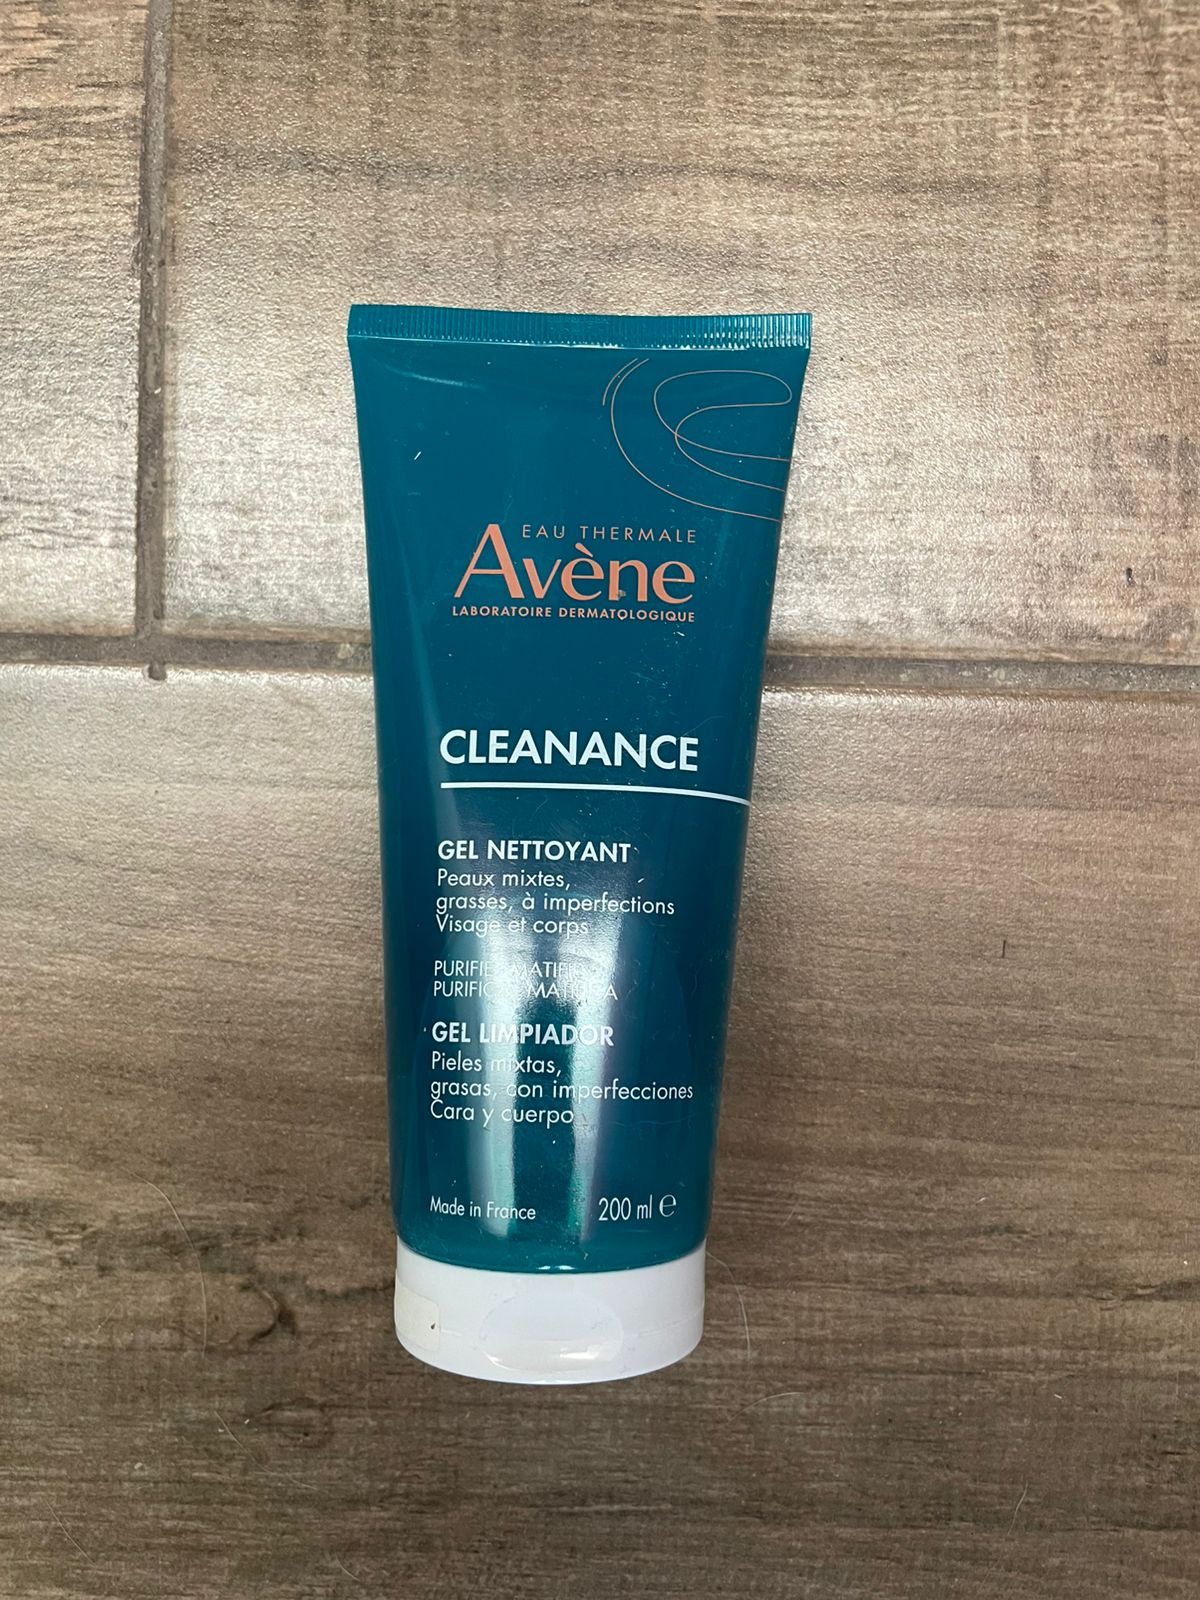 EAU THERMALE
Avène
LABORATOIRE DERMATOLOGIQUE
CLEANANCE
GEL NETTOYANT
Peaux mixtes,
grasses, à imperfections
Visage et corps
GEL LIMPIADOR
Pieles mixtas,
grasas, con imperfecciones
Cara y cuerpo
Made in France
200 ml ℮